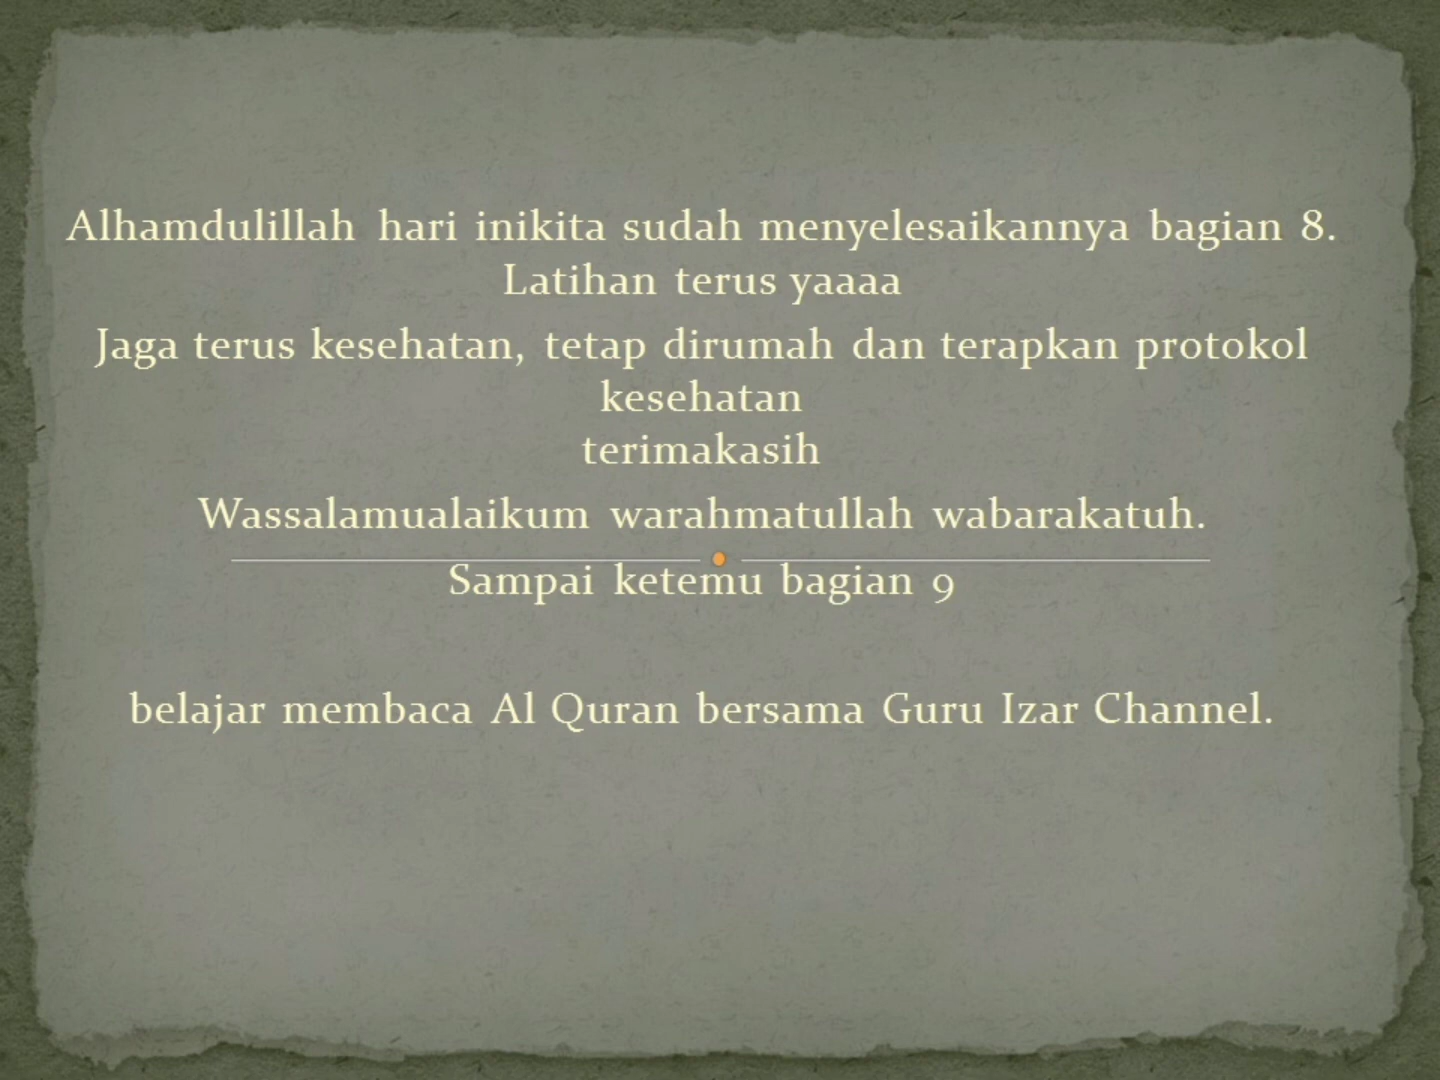 Alhamdulillah hari inikita sudah menyelesaikannya bagian 8.
Latihan terus yaaaa
Jaga terus kesehatan, tetap dirumah dan terapkan protokol
kesehatan
terimakasih
Wassalamualaikum warahmatullah wabarakatuh.
Sampai ketemu bagian 9
belajar membaca Al Quran bersama Guru Izar Channel.